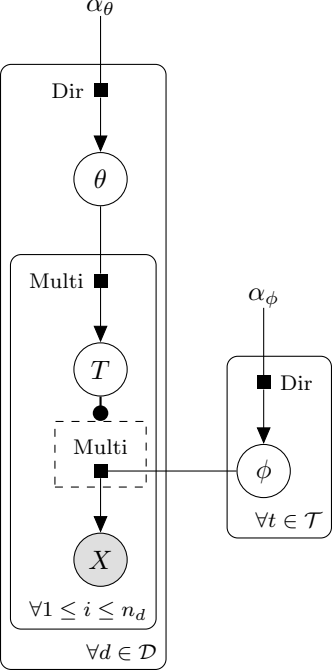 α_θ
Dir
θ
Multi
α_ϕ
T
Dir
Multi
ϕ
∀t ∈ 𝒯
X
∀1 ≤ i ≤ n_d
∀d ∈ 𝒟